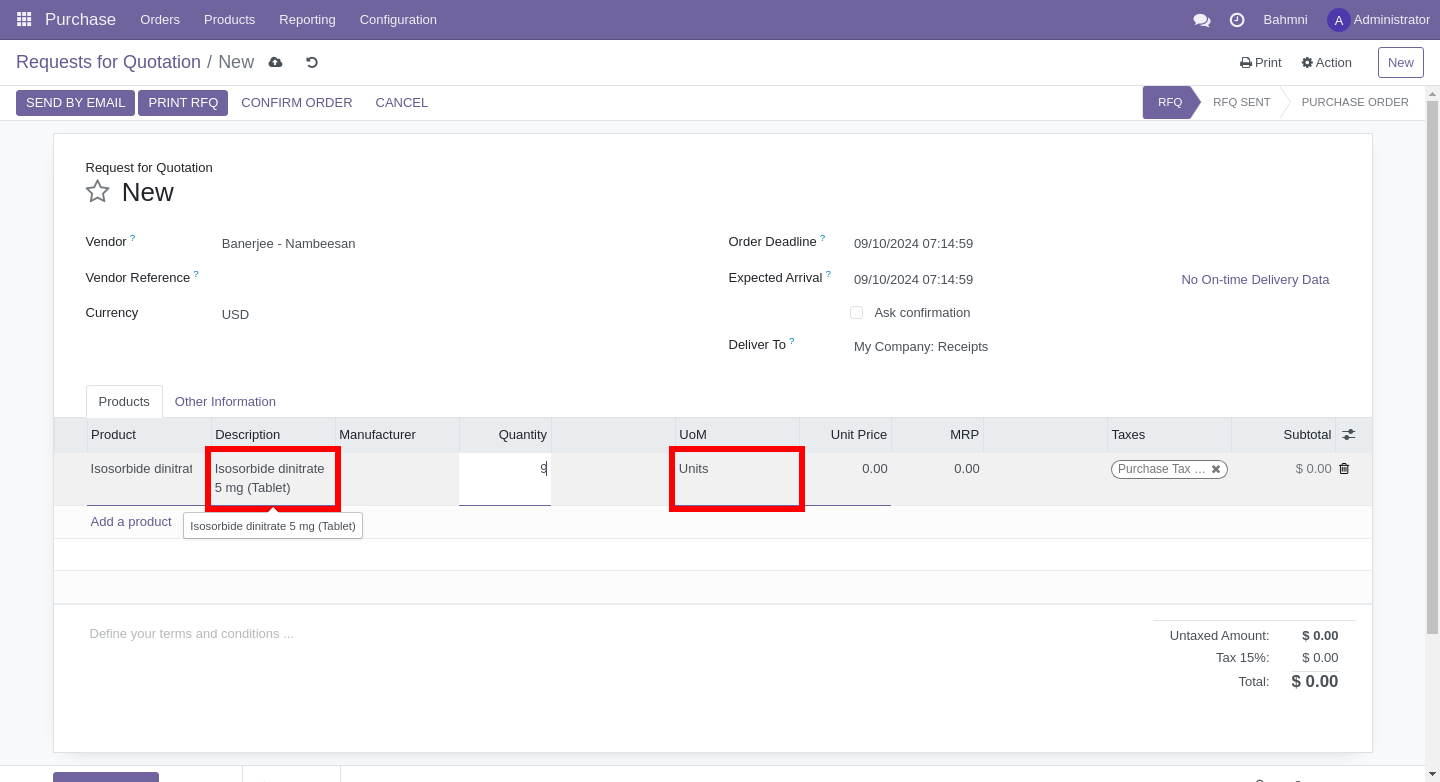 Purchase Orders Products Reporting Configuration Bahmni A Administrator
Requests for Quotation / New Print Action New
SEND BY EMAIL PRINT RFQ CONFIRM ORDER CANCEL RFQ RFQ SENT PURCHASE ORDER
Request for Quotation
New
Vendor ? Banerjee - Nambeesan Order Deadline ? 09/10/2024 07:14:59
Vendor Reference ? Expected Arrival ? 09/10/2024 07:14:59 No On-time Delivery Data
Currency USD Ask confirmation
Deliver To ? My Company: Receipts
Products Other Information
Product Description Manufacturer Quantity UoM Unit Price MRP Taxes Subtotal
Isosorbide dinitrat Isosorbide dinitrate 9 Units 0.00 0.00 Purchase Tax ... $ 0.00
5 mg (Tablet)
Add a product Isosorbide dinitrate 5 mg (Tablet)
Define your terms and conditions ... Untaxed Amount: $ 0.00
Tax 15%: $ 0.00
Total: $ 0.00